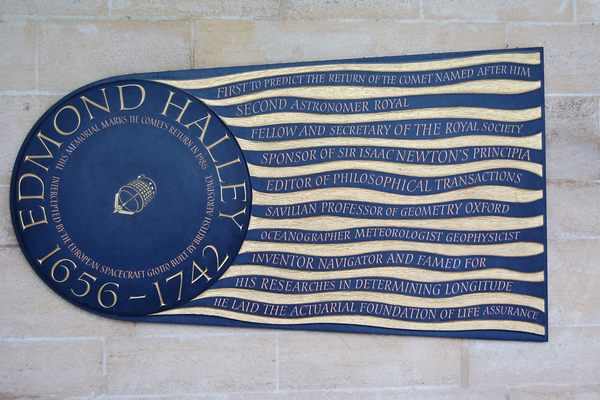 EDMOND HALLEY
1656-1742
THIS MEMORIAL MARKS THE COMET'S RETURN IN 1986
INTERCEPTED BY THE EUROPEAN SPACECRAFT GIOTTO BUILT BY BRITISH AEROSPACE
FIRST TO PREDICT THE RETURN OF THE COMET NAMED AFTER HIM
SECOND ASTRONOMER ROYAL
FELLOW AND SECRETARY OF THE ROYAL SOCIETY
SPONSOR OF SIR ISAAC NEWTON'S PRINCIPIA
EDITOR OF PHILOSOPHICAL TRANSACTIONS
SAVILIAN PROFESSOR OF GEOMETRY OXFORD
OCEANOGRAPHER METEOROLOGIST GEOPHYSICIST
INVENTOR NAVIGATOR AND FAMED FOR
HIS RESEARCHES IN DETERMINING LONGITUDE
HE LAID THE ACTUARIAL FOUNDATION OF LIFE ASSURANCE